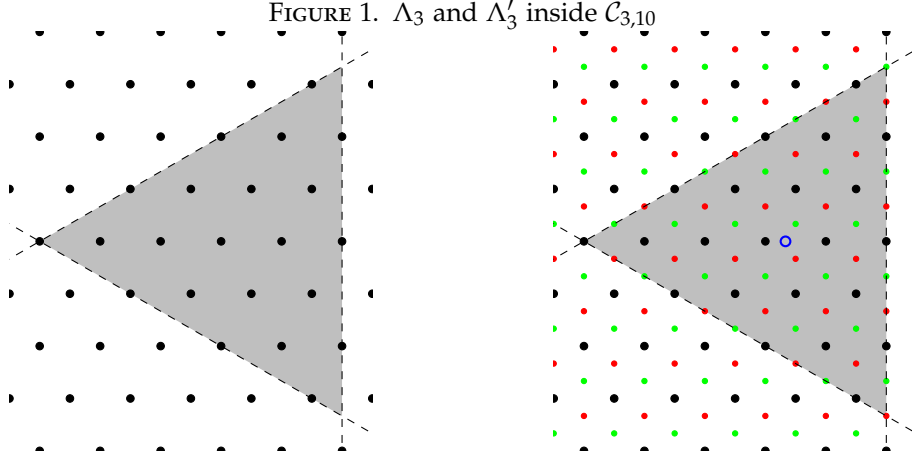 FIGURE 1. Λ₃ and Λ′₃ inside 𝒞₃,₁₀